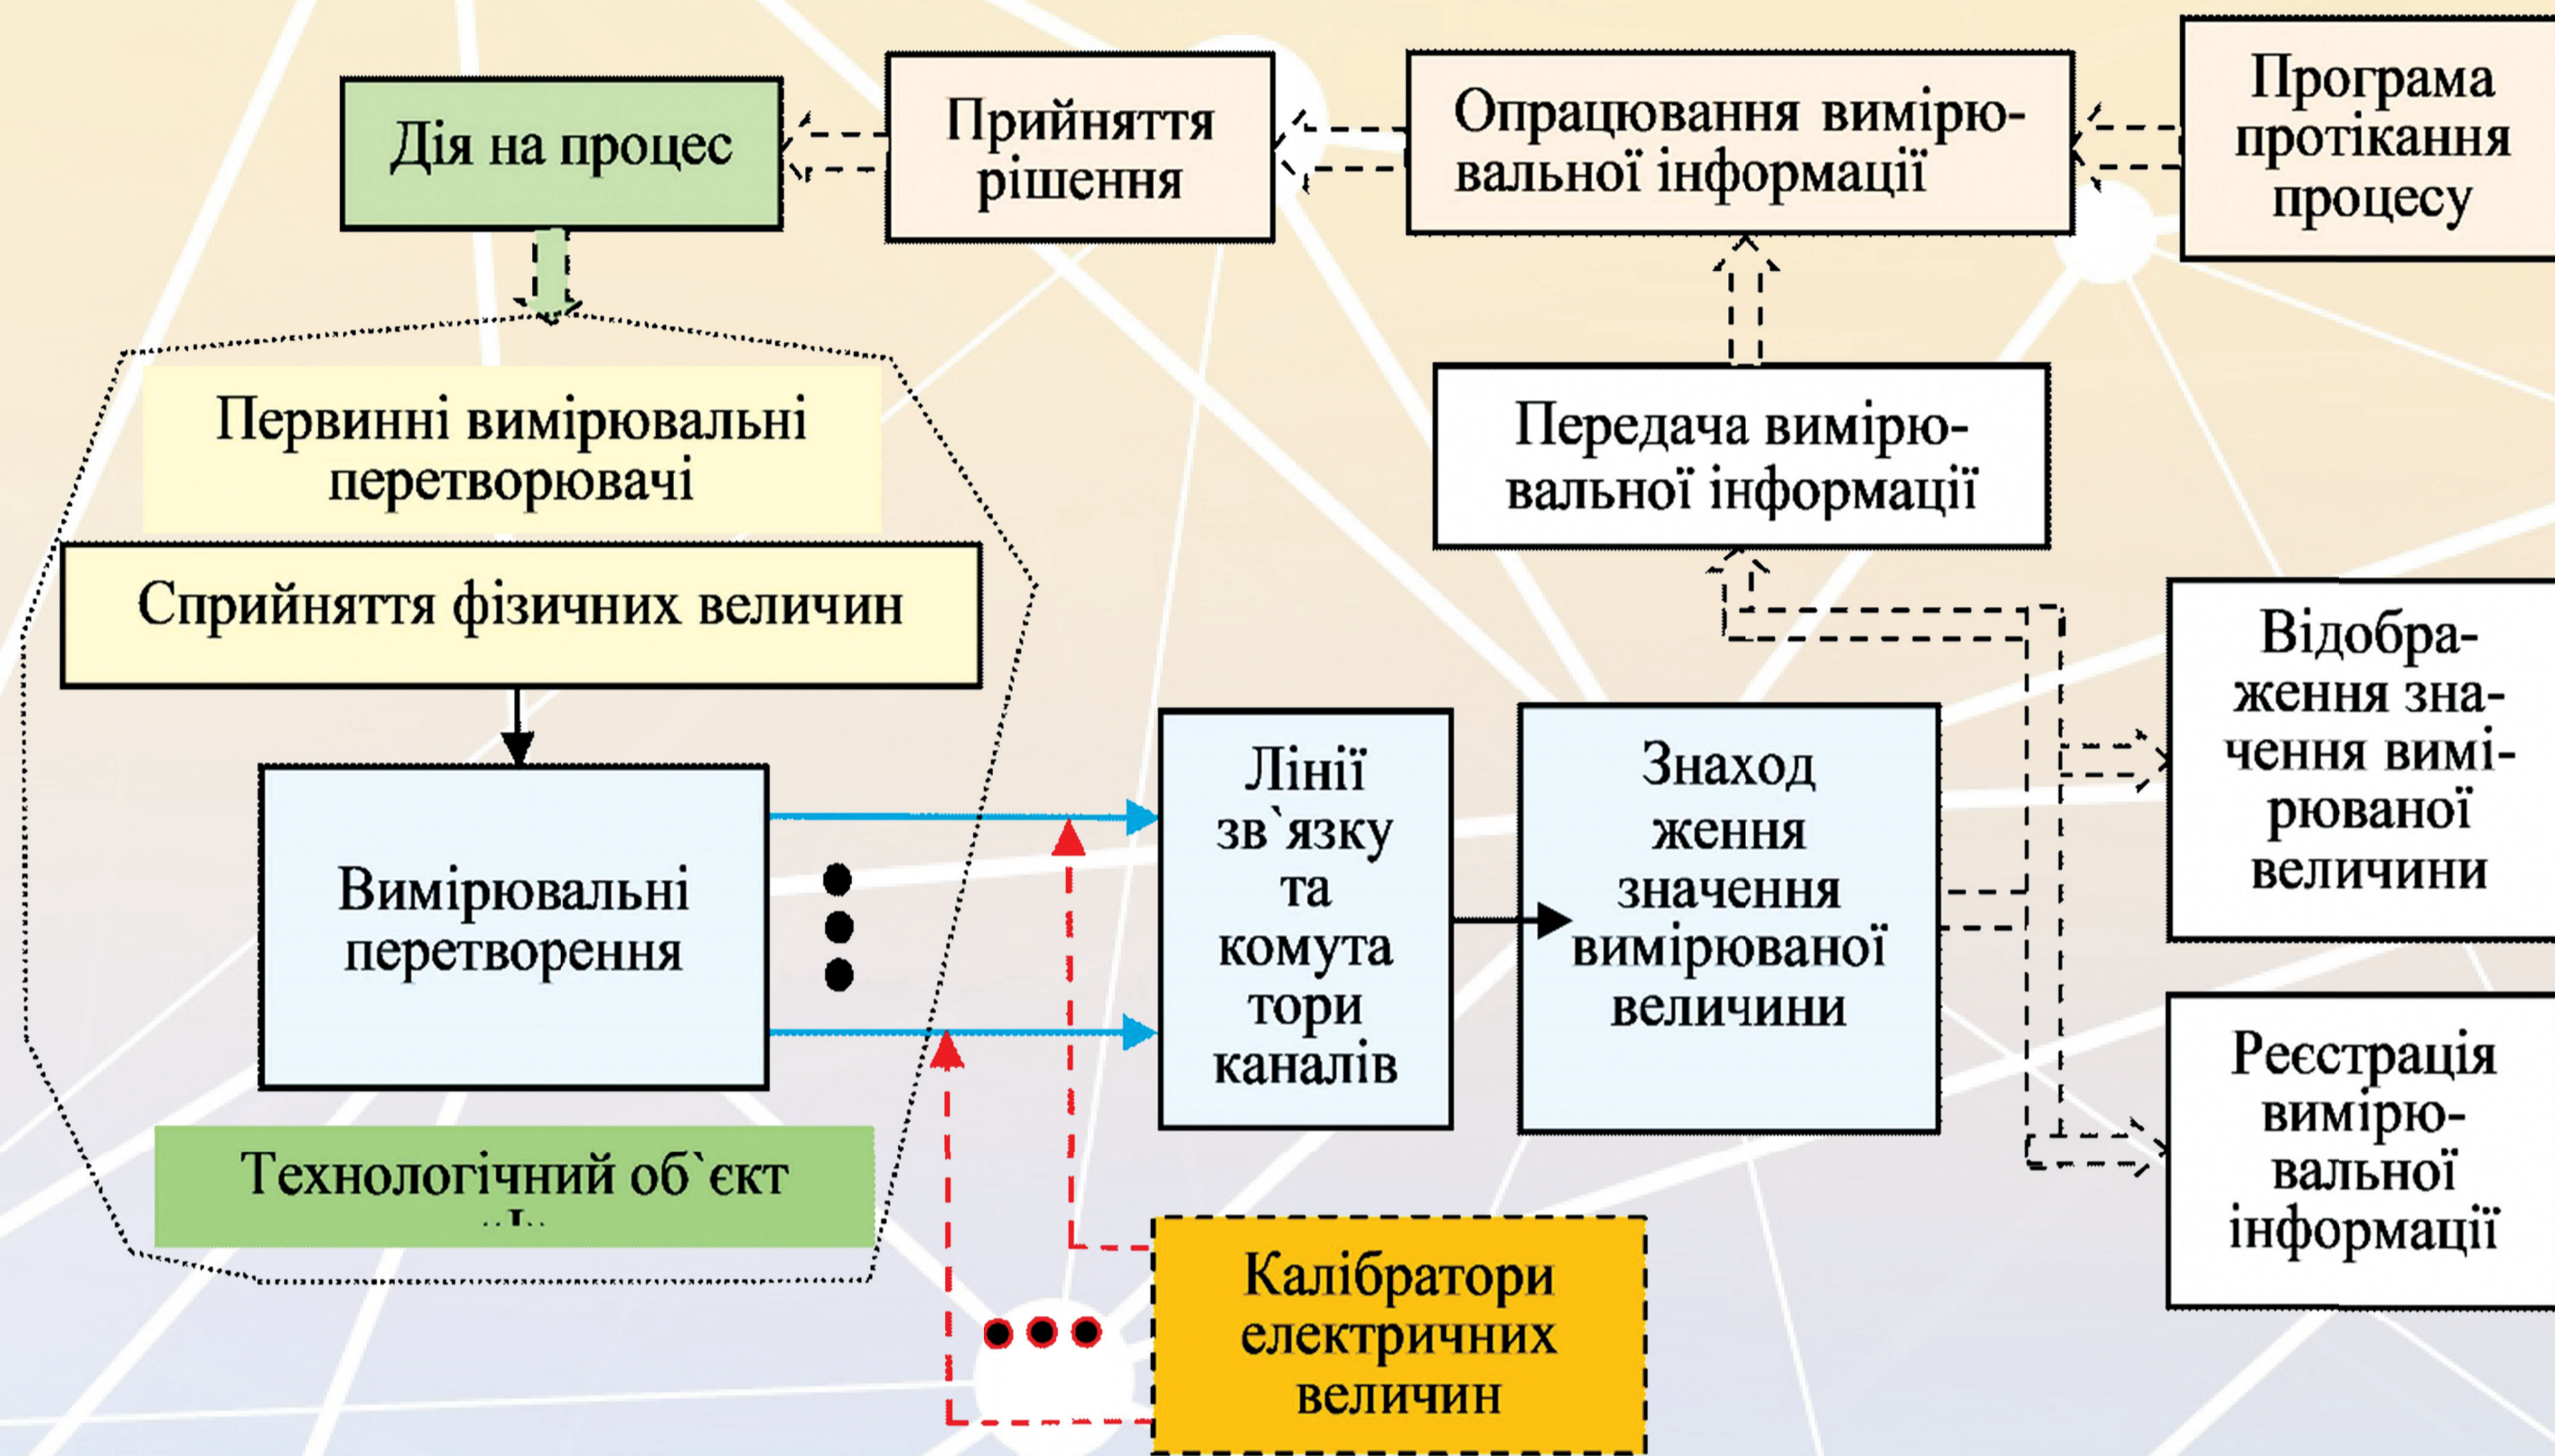 Дія на процес
Прийняття
рішення
Опрацювання вимірю-
вальної інформації
Програма
протікання
процесу
Первинні вимірювальні
перетворювачі
Сприйняття фізичних величин
Передача вимірю-
вальної інформації
Вимірювальні
перетворення
Лінії
зв`язку
та
комута
тори
каналів
Знаход
ження
значення
вимірюваної
величини
Відобра-
ження зна-
чення вимі-
рюваної
величини
Реєстрація
вимірю-
вальної
інформації
Технологічний об`єкт
Калібратори
електричних
величин